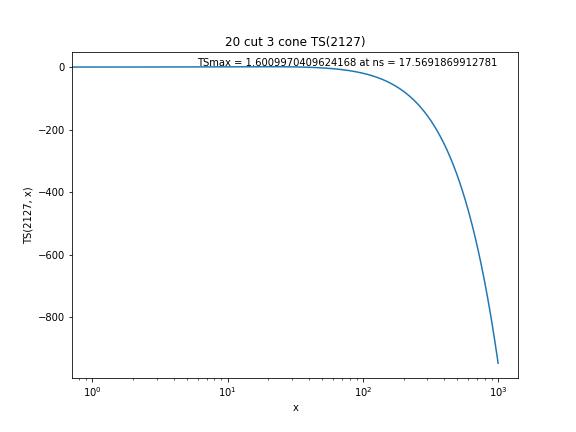 20 cut 3 cone TS(2127)
TSmax = 1.6009970409624168 at ns = 17.5691869912781
0
−200
−400
−600
−800
TS(2127, x)
10⁰
10¹
10²
10³
x